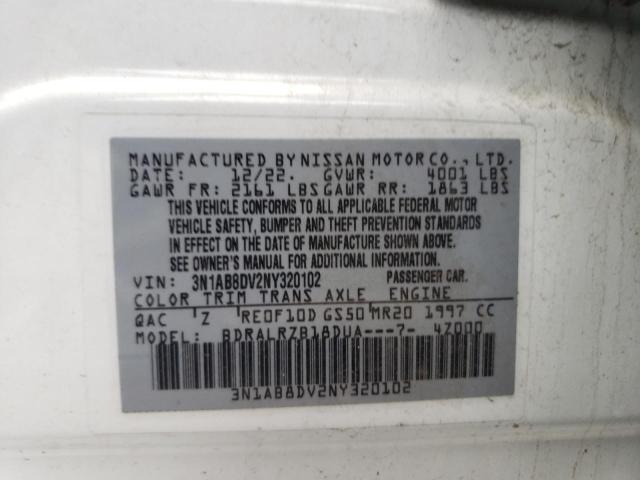 MANUFACTURED BY NISSAN MOTOR CO., LTD.
DATE: 12/22. GVWR: 4001 LBS
GAWR FR: 2161 LBS GAWR RR: 1863 LBS
THIS VEHICLE CONFORMS TO ALL APPLICABLE FEDERAL MOTOR
VEHICLE SAFETY, BUMPER AND THEFT PREVENTION STANDARDS
IN EFFECT ON THE DATE OF MANUFACTURE SHOWN ABOVE.
SEE OWNER'S MANUAL FOR ADDITIONAL INFORMATION.
VIN: 3N1AB8DV2NY320102 PASSENGER CAR.
COLOR TRIM TRANS AXLE ENGINE
QAC Z RE0F10D GS50 MR20 1997 CC
MODEL: BDRALRZB18DUA---7- 4Z000
3N1AB8DV2NY320102